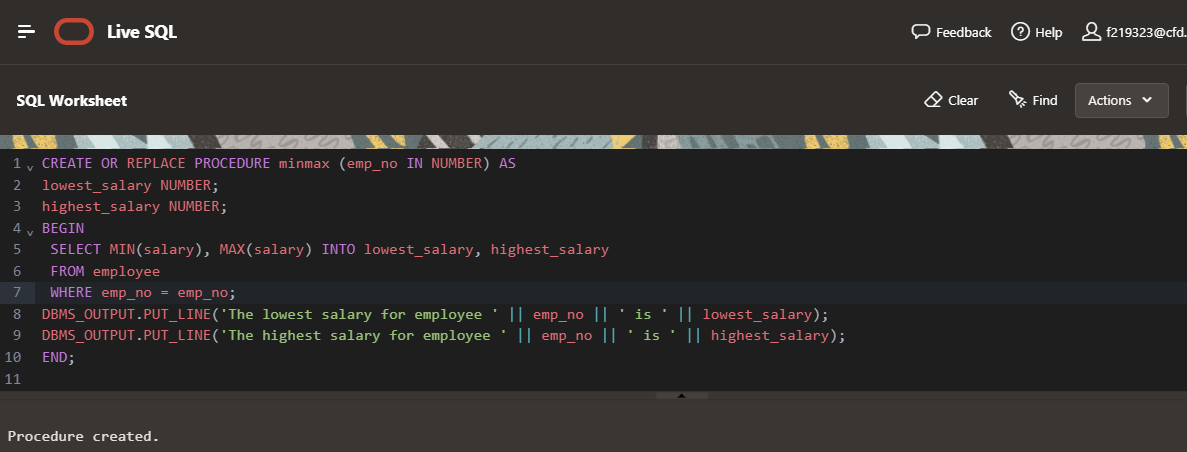 Live SQL
Feedback
Help
f219323@cfd.
SQL Worksheet
Clear
Find
Actions
1 CREATE OR REPLACE PROCEDURE minmax (emp_no IN NUMBER) AS
2 lowest_salary NUMBER;
3 highest_salary NUMBER;
4 BEGIN
5 SELECT MIN(salary), MAX(salary) INTO lowest_salary, highest_salary
6 FROM employee
7 WHERE emp_no = emp_no;
8 DBMS_OUTPUT.PUT_LINE('The lowest salary for employee ' || emp_no || ' is ' || lowest_salary);
9 DBMS_OUTPUT.PUT_LINE('The highest salary for employee ' || emp_no || ' is ' || highest_salary);
10 END;
11
Procedure created.